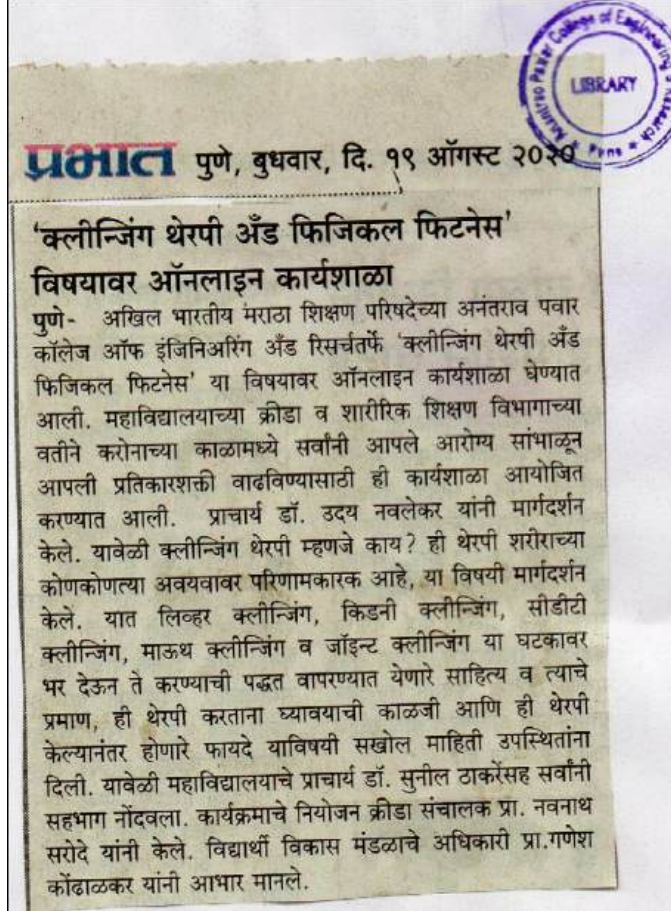 Anantrao Pawar College of Engineering & Research
LIBRARY
प्रभात पुणे, बुधवार, दि. १९ ऑगस्ट २०२०
'क्लीन्जिंग थेरपी अँड फिजिकल फिटनेस'
विषयावर ऑनलाइन कार्यशाळा
पुणे- अखिल भारतीय मराठा शिक्षण परिषदेच्या अनंतराव पवार
कॉलेज ऑफ इंजिनिअरिंग अँड रिसर्चतर्फे 'क्लीन्जिंग थेरपी अँड
फिजिकल फिटनेस' या विषयावर ऑनलाइन कार्यशाळा घेण्यात
आली. महाविद्यालयाच्या क्रीडा व शारीरिक शिक्षण विभागाच्या
वतीने करोनाच्या काळामध्ये सर्वांनी आपले आरोग्य सांभाळून
आपली प्रतिकारशक्ती वाढविण्यासाठी ही कार्यशाळा आयोजित
करण्यात आली. प्राचार्य डॉ. उदय नवलेकर यांनी मार्गदर्शन
केले. यावेळी क्लीन्जिंग थेरपी म्हणजे काय? ही थेरपी शरीराच्या
कोणकोणत्या अवयवावर परिणामकारक आहे, या विषयी मार्गदर्शन
केले. यात लिव्हर क्लीन्जिंग, किडनी क्लीन्जिंग, सीडीटी
क्लीन्जिंग, माऊथ क्लीन्जिंग व जॉइन्ट क्लीन्जिंग या घटकावर
भर देऊन ते करण्याची पद्धत वापरण्यात येणारे साहित्य व त्याचे
प्रमाण, ही थेरपी करताना घ्यावयाची काळजी आणि ही थेरपी
केल्यानंतर होणारे फायदे याविषयी सखोल माहिती उपस्थितांना
दिली. यावेळी महाविद्यालयाचे प्राचार्य डॉ. सुनील ठाकरेंसह सर्वांनी
सहभाग नोंदवला. कार्यक्रमाचे नियोजन क्रीडा संचालक प्रा. नवनाथ
सरोदे यांनी केले. विद्यार्थी विकास मंडळाचे अधिकारी प्रा.गणेश
कोंढाळकर यांनी आभार मानले.